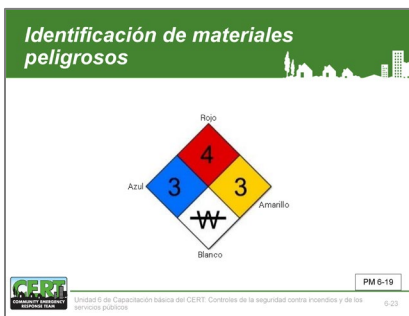 Identificación de materiales
peligrosos
Rojo
4
Azul
3
3
Amarillo
W
Blanco
PM 6-19
CERT
COMMUNITY EMERGENCY
RESPONSE TEAM
Unidad 6 de Capacitación básica del CERT: Controles de la seguridad contra incendios y de los
servicios públicos
6-23